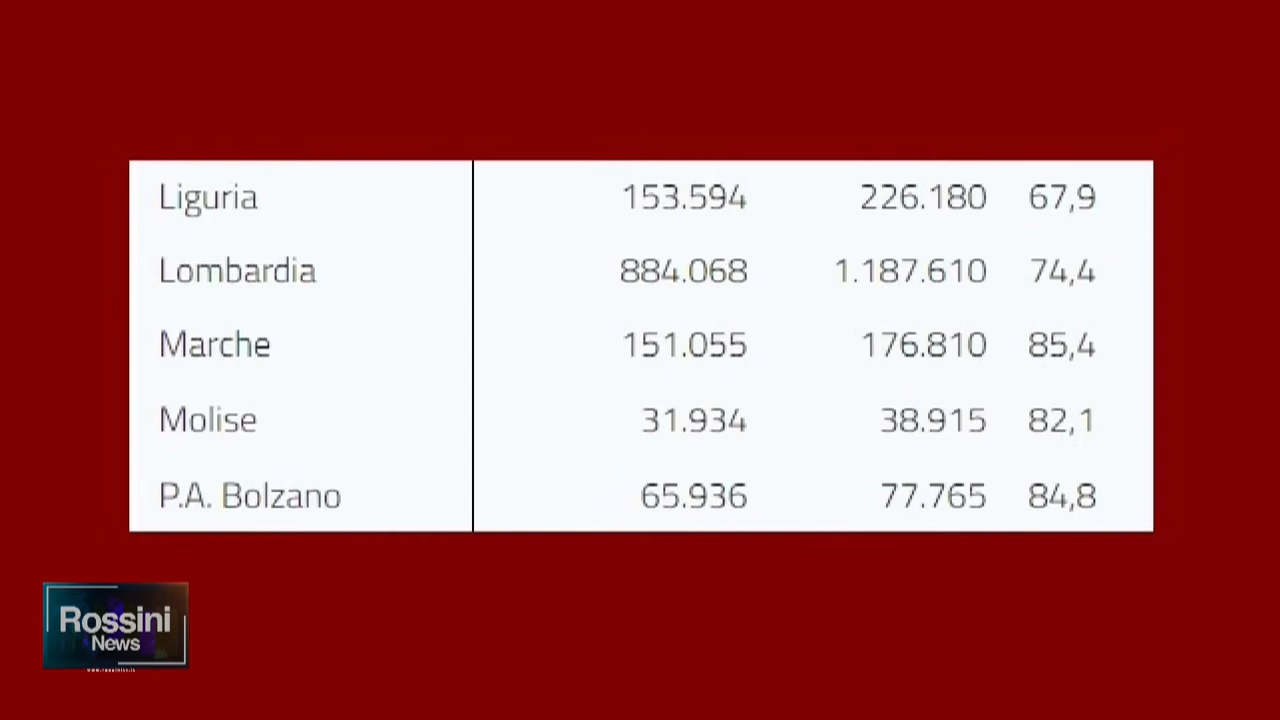 Liguria 153.594 226.180 67,9
Lombardia 884.068 1.187.610 74,4
Marche 151.055 176.810 85,4
Molise 31.934 38.915 82,1
P.A. Bolzano 65.936 77.765 84,8
Rossini
News